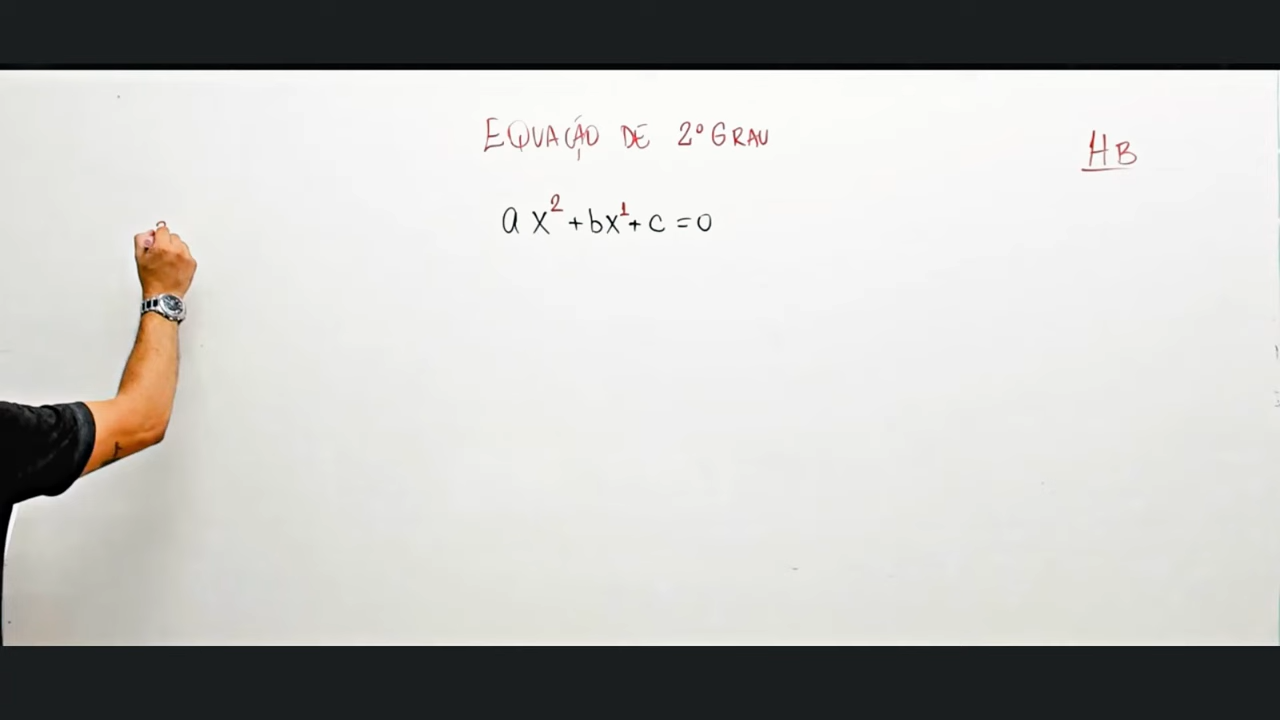 EQUAÇÃO DE 2º GRAU
HB
ax²+bx¹+c=0